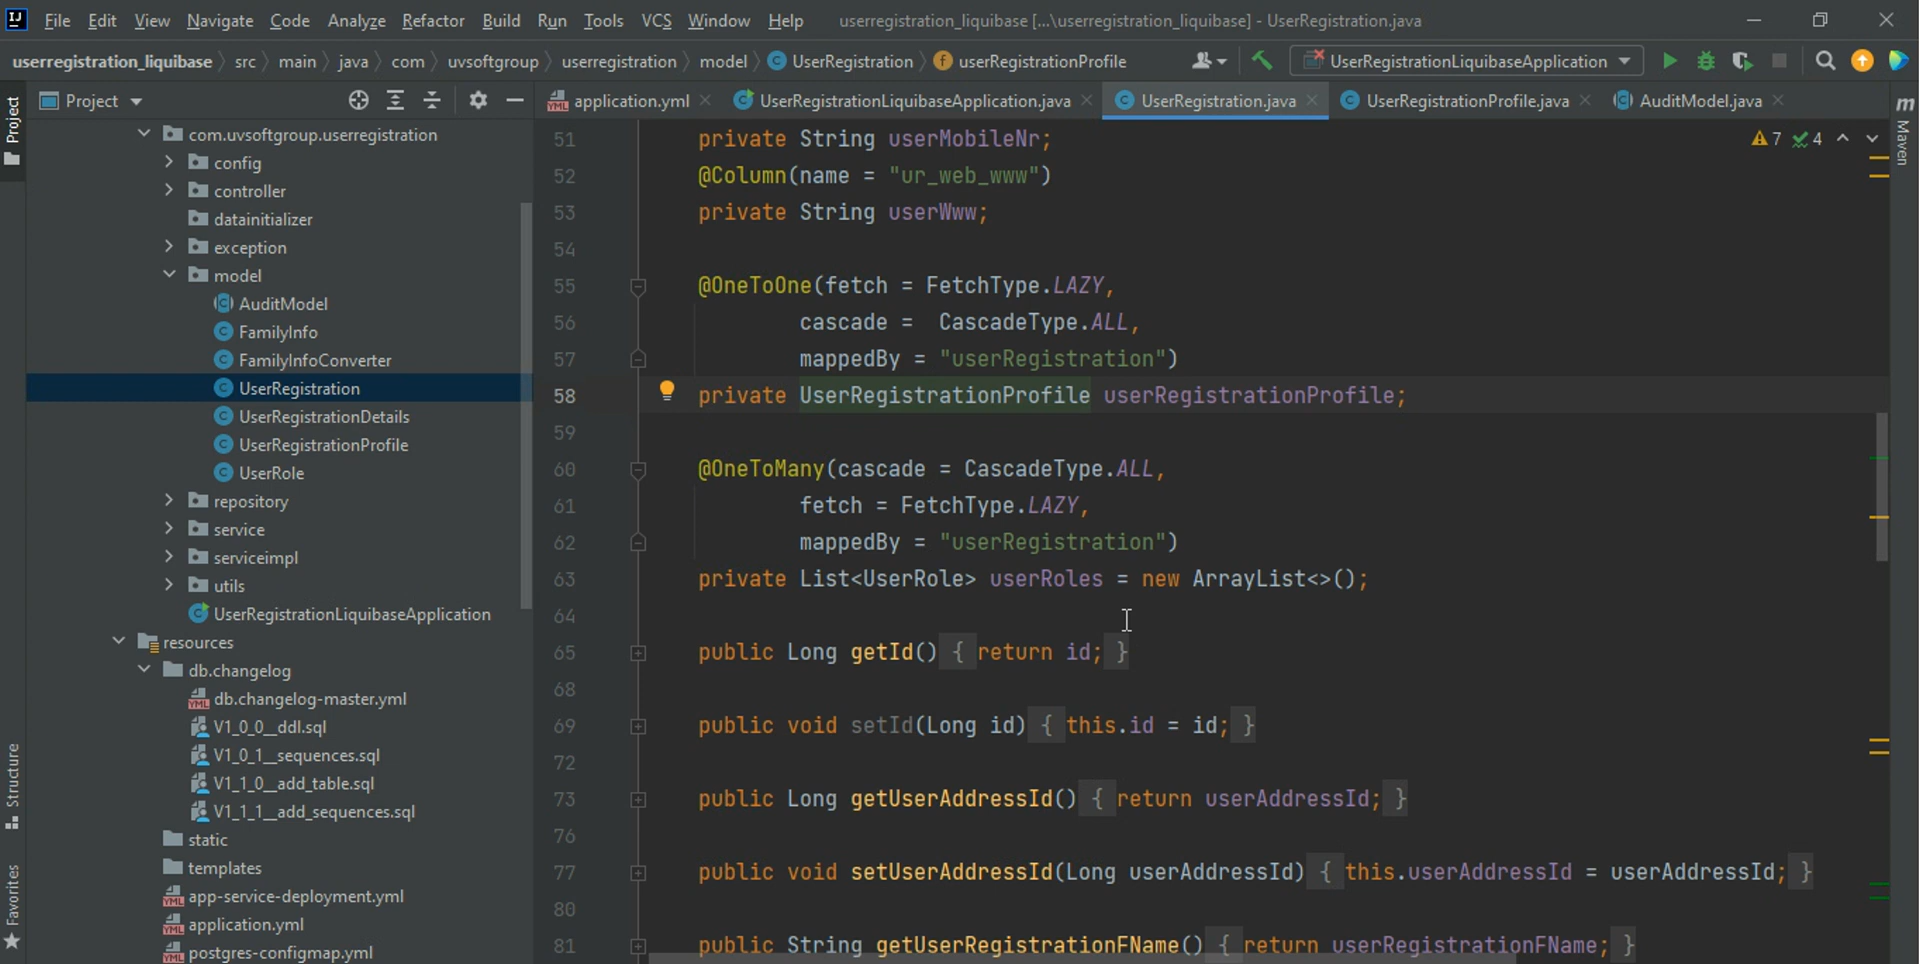 IJ File Edit View Navigate Code Analyze Refactor Build Run Tools VCS Window Help userregistration_liquibase [...\userregistration_liquibase] - UserRegistration.java
userregistration_liquibase src main java com uvsoftgroup userregistration model C UserRegistration f userRegistrationProfile UserRegistrationLiquibaseApplication
Project
Project
application.yml UserRegistrationLiquibaseApplication.java UserRegistration.java UserRegistrationProfile.java AuditModel.java
m Maven
com.uvsoftgroup.userregistration
config
controller
datainitializer
exception
model
AuditModel
FamilyInfo
FamilyInfoConverter
UserRegistration
UserRegistrationDetails
UserRegistrationProfile
UserRole
repository
service
serviceimpl
utils
UserRegistrationLiquibaseApplication
resources
db.changelog
db.changelog-master.yml
V1_0_0__ddl.sql
V1_0_1__sequences.sql
V1_1_0__add_table.sql
V1_1_1__add_sequences.sql
static
templates
app-service-deployment.yml
application.yml
postgres-configmap.yml
Structure
Favorites
7 4
51 private String userMobileNr;
52 @Column(name = "ur_web_www")
53 private String userWww;
54
55 @OneToOne(fetch = FetchType.LAZY,
56 cascade =  CascadeType.ALL,
57 mappedBy = "userRegistration")
58 private UserRegistrationProfile userRegistrationProfile;
59
60 @OneToMany(cascade = CascadeType.ALL,
61 fetch = FetchType.LAZY,
62 mappedBy = "userRegistration")
63 private List<UserRole> userRoles = new ArrayList<>();
64
65 public Long getId() { return id; }
68
69 public void setId(Long id) { this.id = id; }
72
73 public Long getUserAddressId() { return userAddressId; }
76
77 public void setUserAddressId(Long userAddressId) { this.userAddressId = userAddressId; }
80
81 public String getUserRegistrationFName() { return userRegistrationFName; }